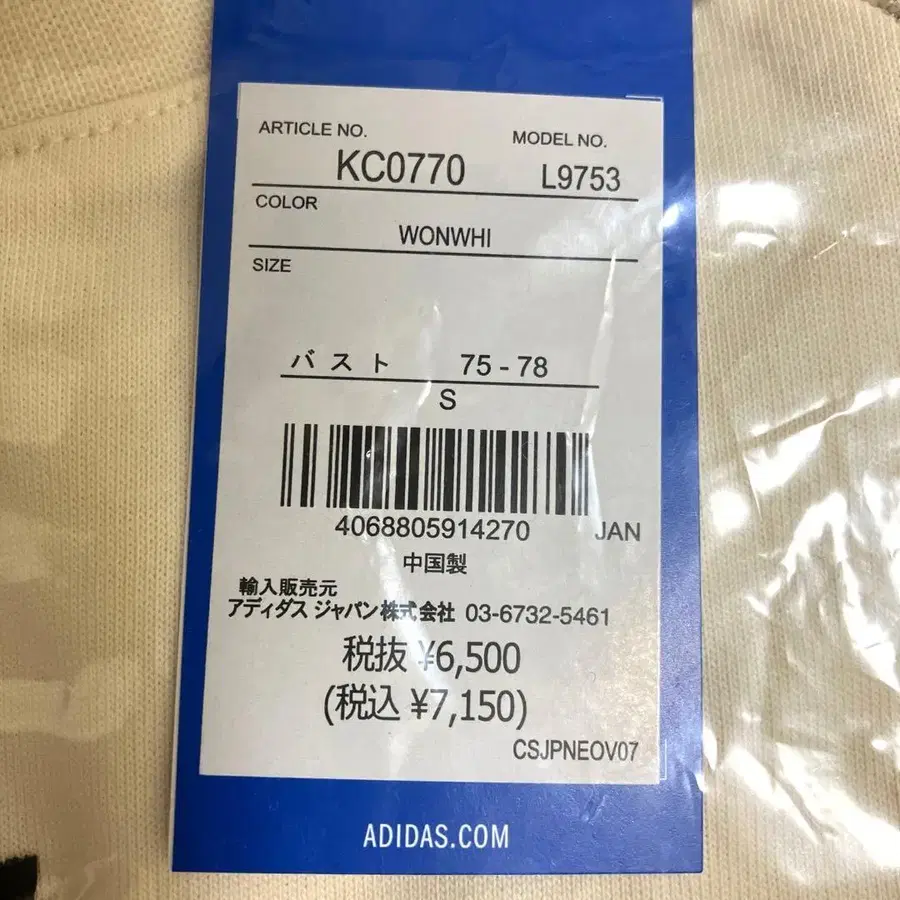 ARTICLE NO. MODEL NO.
KC0770 L9753
COLOR
WONWHI
SIZE
バスト 75 - 78
S
4068805914270 JAN
中国製
輸入販売元
アディダス ジャパン株式会社 03-6732-5461
税抜 ¥6,500
(税込 ¥7,150)
CSJPNEOV07
ADIDAS.COM